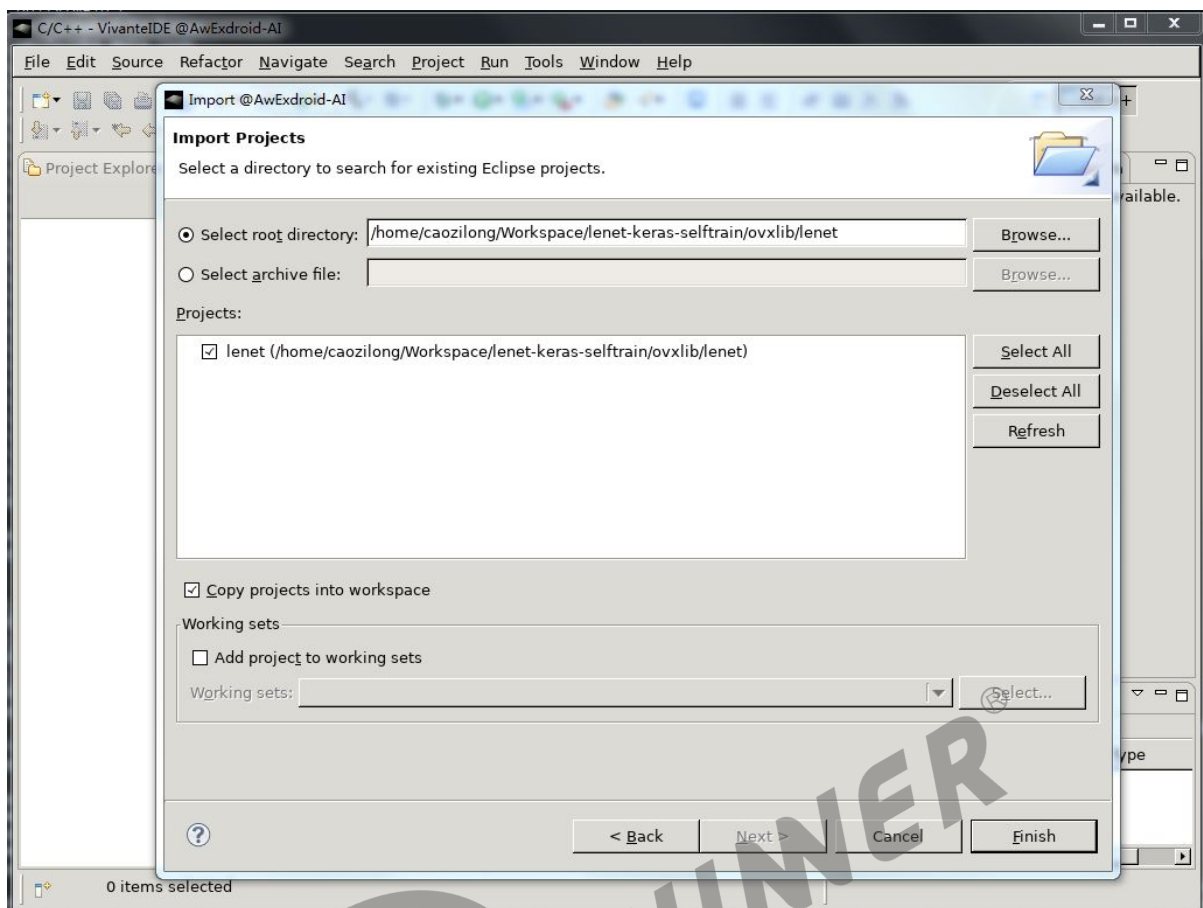 C/C++ - VivanteIDE @AwExdroid-AI
File Edit Source Refactor Navigate Search Project Run Tools Window Help
Import @AwExdroid-AI
Import Projects
Select a directory to search for existing Eclipse projects.
Project Explore
vailable.
Select root directory: /home/caozilong/Workspace/lenet-keras-selftrain/ovxlib/lenet Browse...
Select archive file: Browse...
Projects:
lenet (/home/caozilong/Workspace/lenet-keras-selftrain/ovxlib/lenet)
Select All
Deselect All
Refresh
Copy projects into workspace
Working sets
Add project to working sets
Working sets: Select...
ype
< Back Next > Cancel Finish
0 items selected